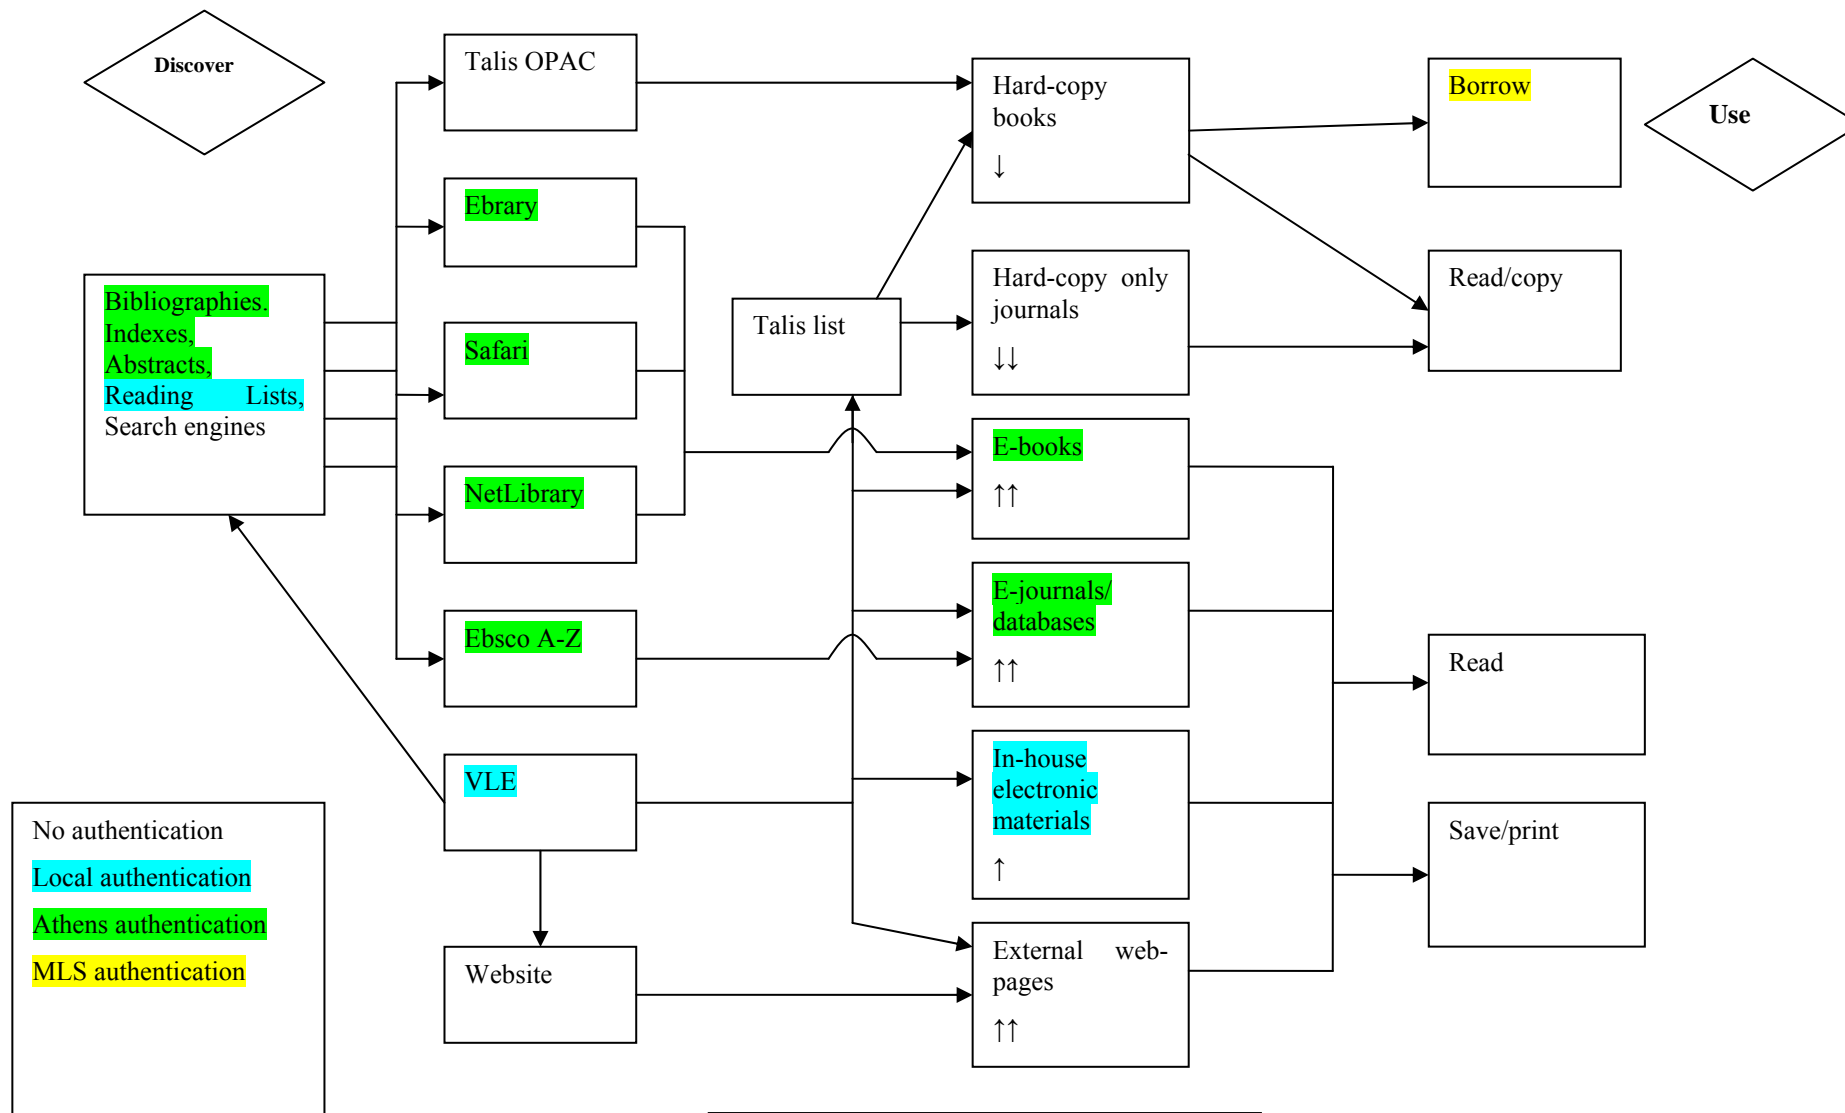 Discover
Talis OPAC
Hard-copy
books
↓
Borrow
Use
Ebrary
Bibliographies.
Indexes,
Abstracts,
Reading Lists,
Search engines
Safari
Talis list
Hard-copy only
journals
↓↓
Read/copy
NetLibrary
E-books
↑↑
Ebsco A-Z
E-journals/
databases
↑↑
Read
VLE
In-house
electronic
materials
↑
Save/print
No authentication
Local authentication
Athens authentication
MLS authentication
Website
External web-
pages
↑↑